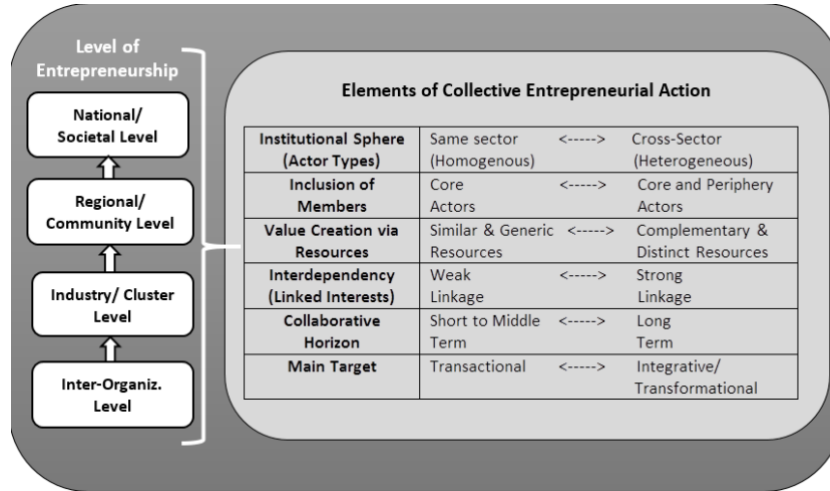 Level of
Entrepreneurship
National/
Societal Level
Regional/
Community Level
Industry/ Cluster
Level
Inter-Organiz.
Level
Elements of Collective Entrepreneurial Action
Institutional Sphere Same sector <-----> Cross-Sector
(Actor Types) (Homogenous) (Heterogeneous)
Inclusion of Core <-----> Core and Periphery
Members Actors Actors
Value Creation via Similar & Generic <-----> Complementary &
Resources Resources Distinct Resources
Interdependency Weak <-----> Strong
(Linked Interests) Linkage Linkage
Collaborative Short to Middle <-----> Long
Horizon Term Term
Main Target Transactional <-----> Integrative/
Transformational